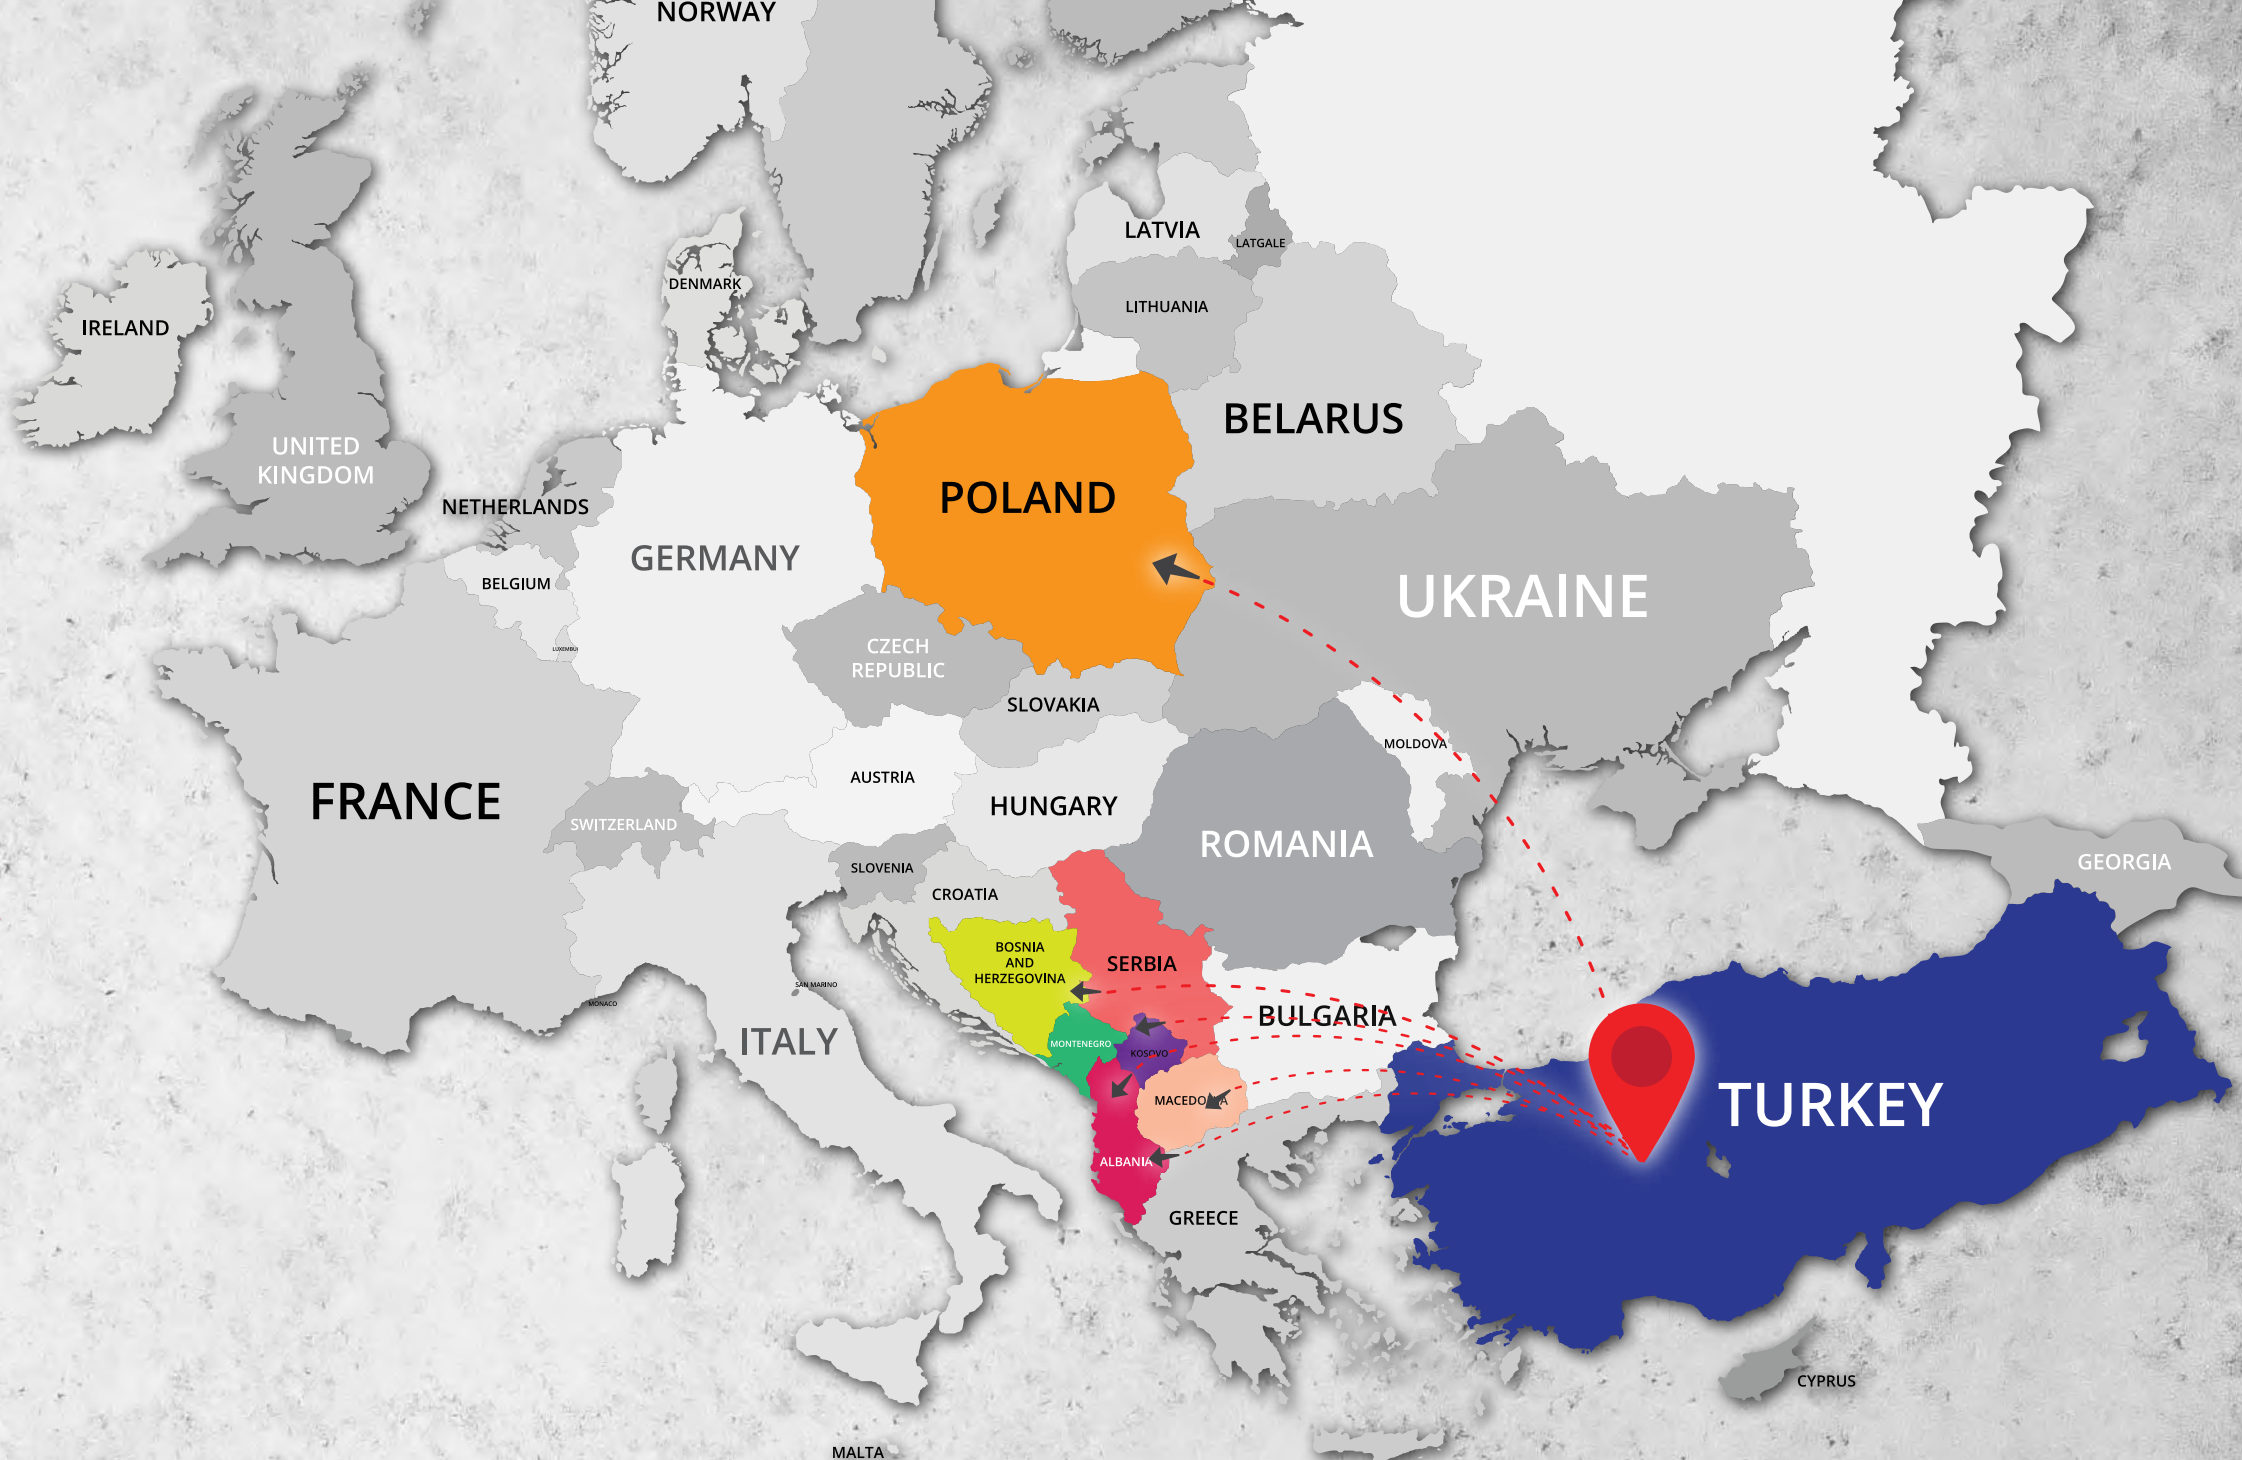 NORWAY
LATVIA
LATGALE
DENMARK
LITHUANIA
IRELAND
BELARUS
UNITED
KINGDOM
POLAND
NETHERLANDS
GERMANY
BELGIUM
UKRAINE
CZECH
REPUBLIC
LUXEMBU
SLOVAKIA
MOLDOVA
AUSTRIA
FRANCE
HUNGARY
SWITZERLAND
ROMANIA
GEORGIA
SLOVENIA
CROATIA
BOSNIA
AND
HERZEGOVINA
SERBIA
SAN MARINO
MONACO
BULGARIA
ITALY
MONTENEGRO
KOSOVO
MACEDO
TURKEY
ALBANIA
GREECE
CYPRUS
MALTA